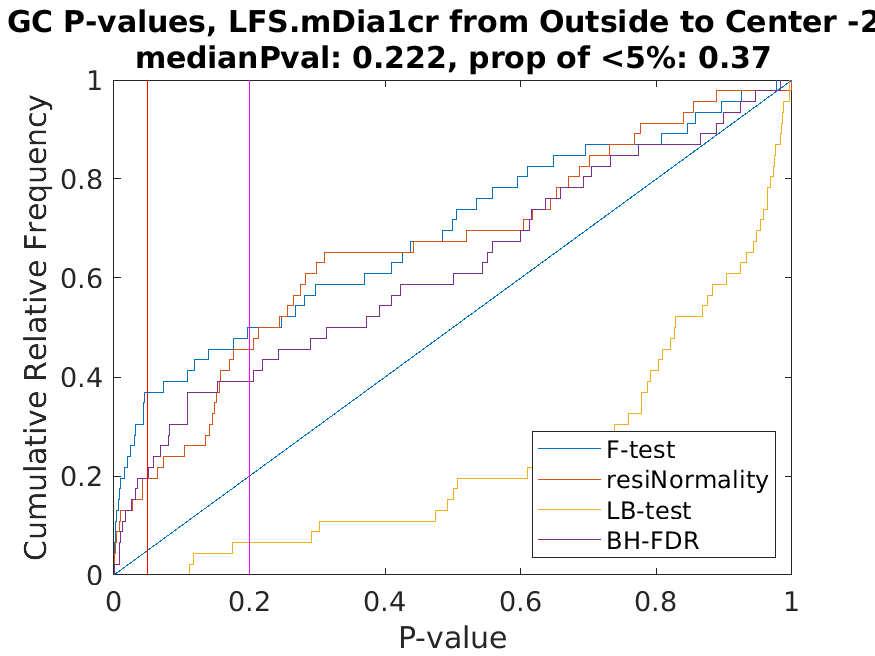 GC P-values, LFS.mDia1cr from Outside to Center -2
medianPval: 0.222, prop of <5%: 0.37
Cumulative Relative Frequency
1
0.8
0.6
0.4
0.2
0
F-test
resiNormality
LB-test
BH-FDR
0 0.2 0.4 0.6 0.8 1
P-value